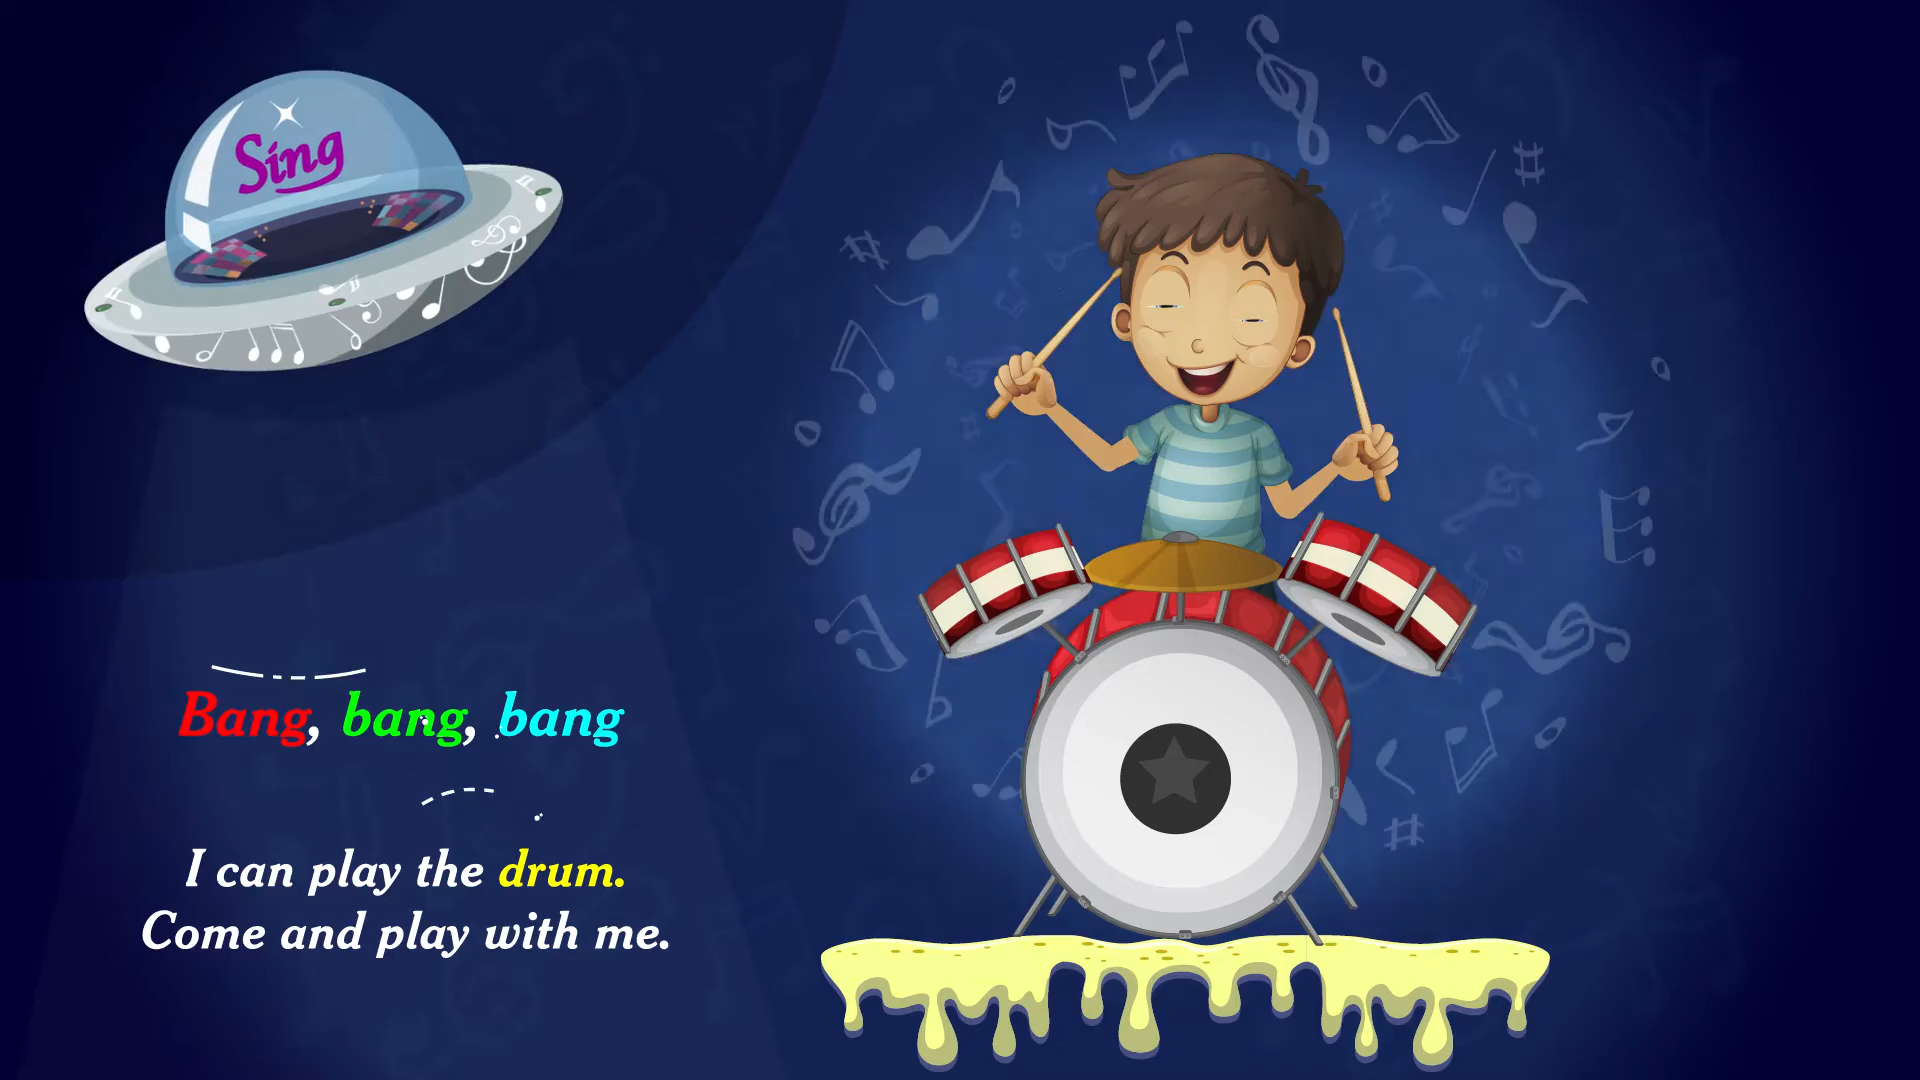 Sing
Bang, bang, bang
I can play the drum.
Come and play with me.